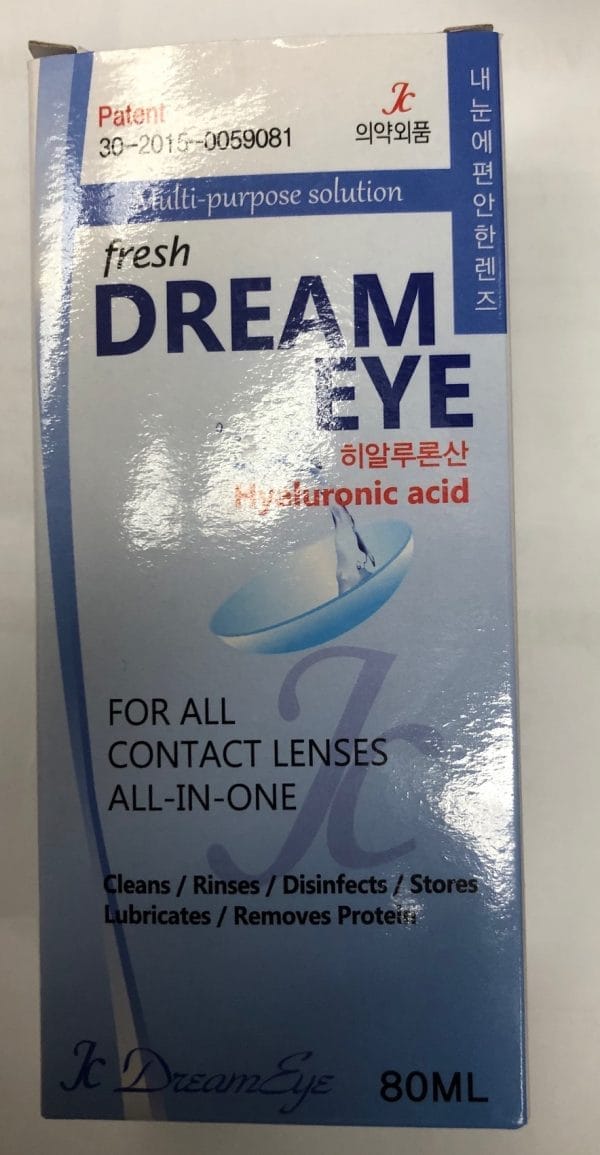 Patent
30-2015-0059081
Jc
의약외품
내 눈에 편안한 렌즈
Multi-purpose solution
fresh
DREAM
EYE
히알루론산
Hyaluronic acid
Jc
FOR ALL
CONTACT LENSES
ALL-IN-ONE
Cleans / Rinses / Disinfects / Stores
Lubricates / Removes Protein
Jc DreamEye
80ML